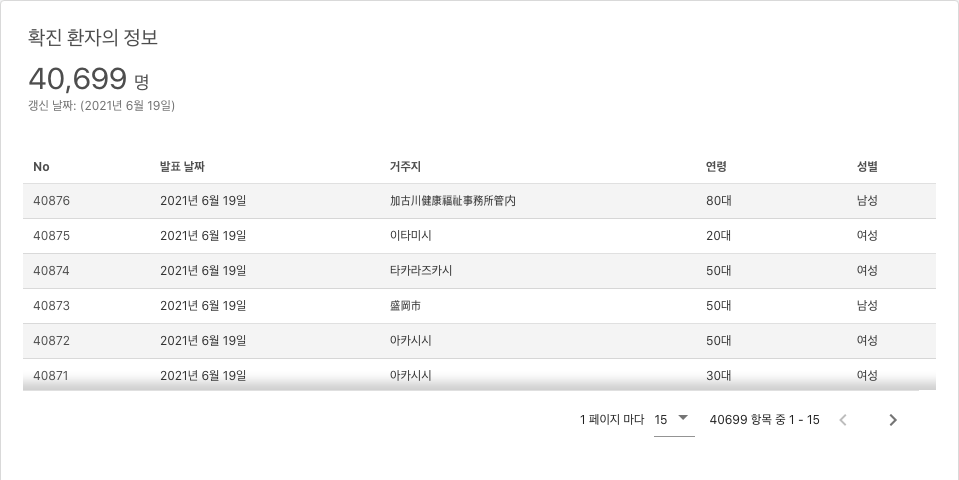 확진 환자의 정보
40,699 명
갱신 날짜: (2021년 6월 19일)
No 발표 날짜 거주지 연령 성별
40876 2021년 6월 19일 加古川健康福祉事務所管内 80대 남성
40875 2021년 6월 19일 이타미시 20대 여성
40874 2021년 6월 19일 타카라즈카시 50대 여성
40873 2021년 6월 19일 盛岡市 50대 남성
40872 2021년 6월 19일 아카시시 50대 여성
40871 2021년 6월 19일 아카시시 30대 여성
1 페이지 마다 15 40699 항목 중 1 - 15